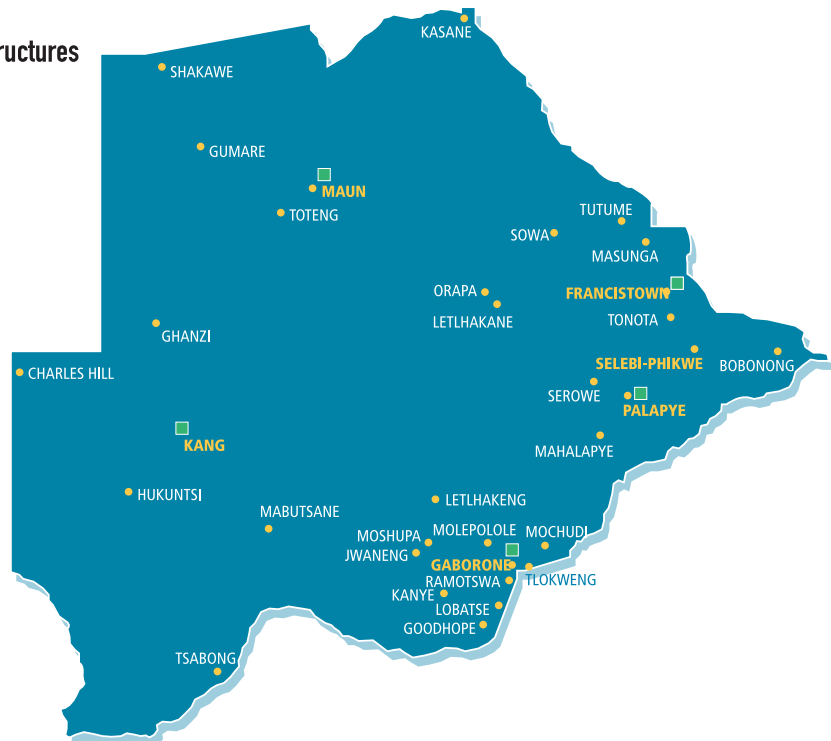 KASANE
ructures
SHAKAWE
GUMARE
MAUN
TOTENG
TUTUME
SOWA
MASUNGA
ORAPA
FRANCISTOWN
LETLHAKANE
TONOTA
GHANZI
SELEBI-PHIKWE
BOBONONG
CHARLES HILL
SEROWE
PALAPYE
KANG
MAHALAPYE
HUKUNTSI
LETLHAKENG
MABUTSANE
MOLEPOLOLE
MOCHUDI
MOSHUPA
JWANENG
GABORONE
RAMOTSWA
TLOKWENG
KANYE
LOBATSE
GOODHOPE
TSABONG